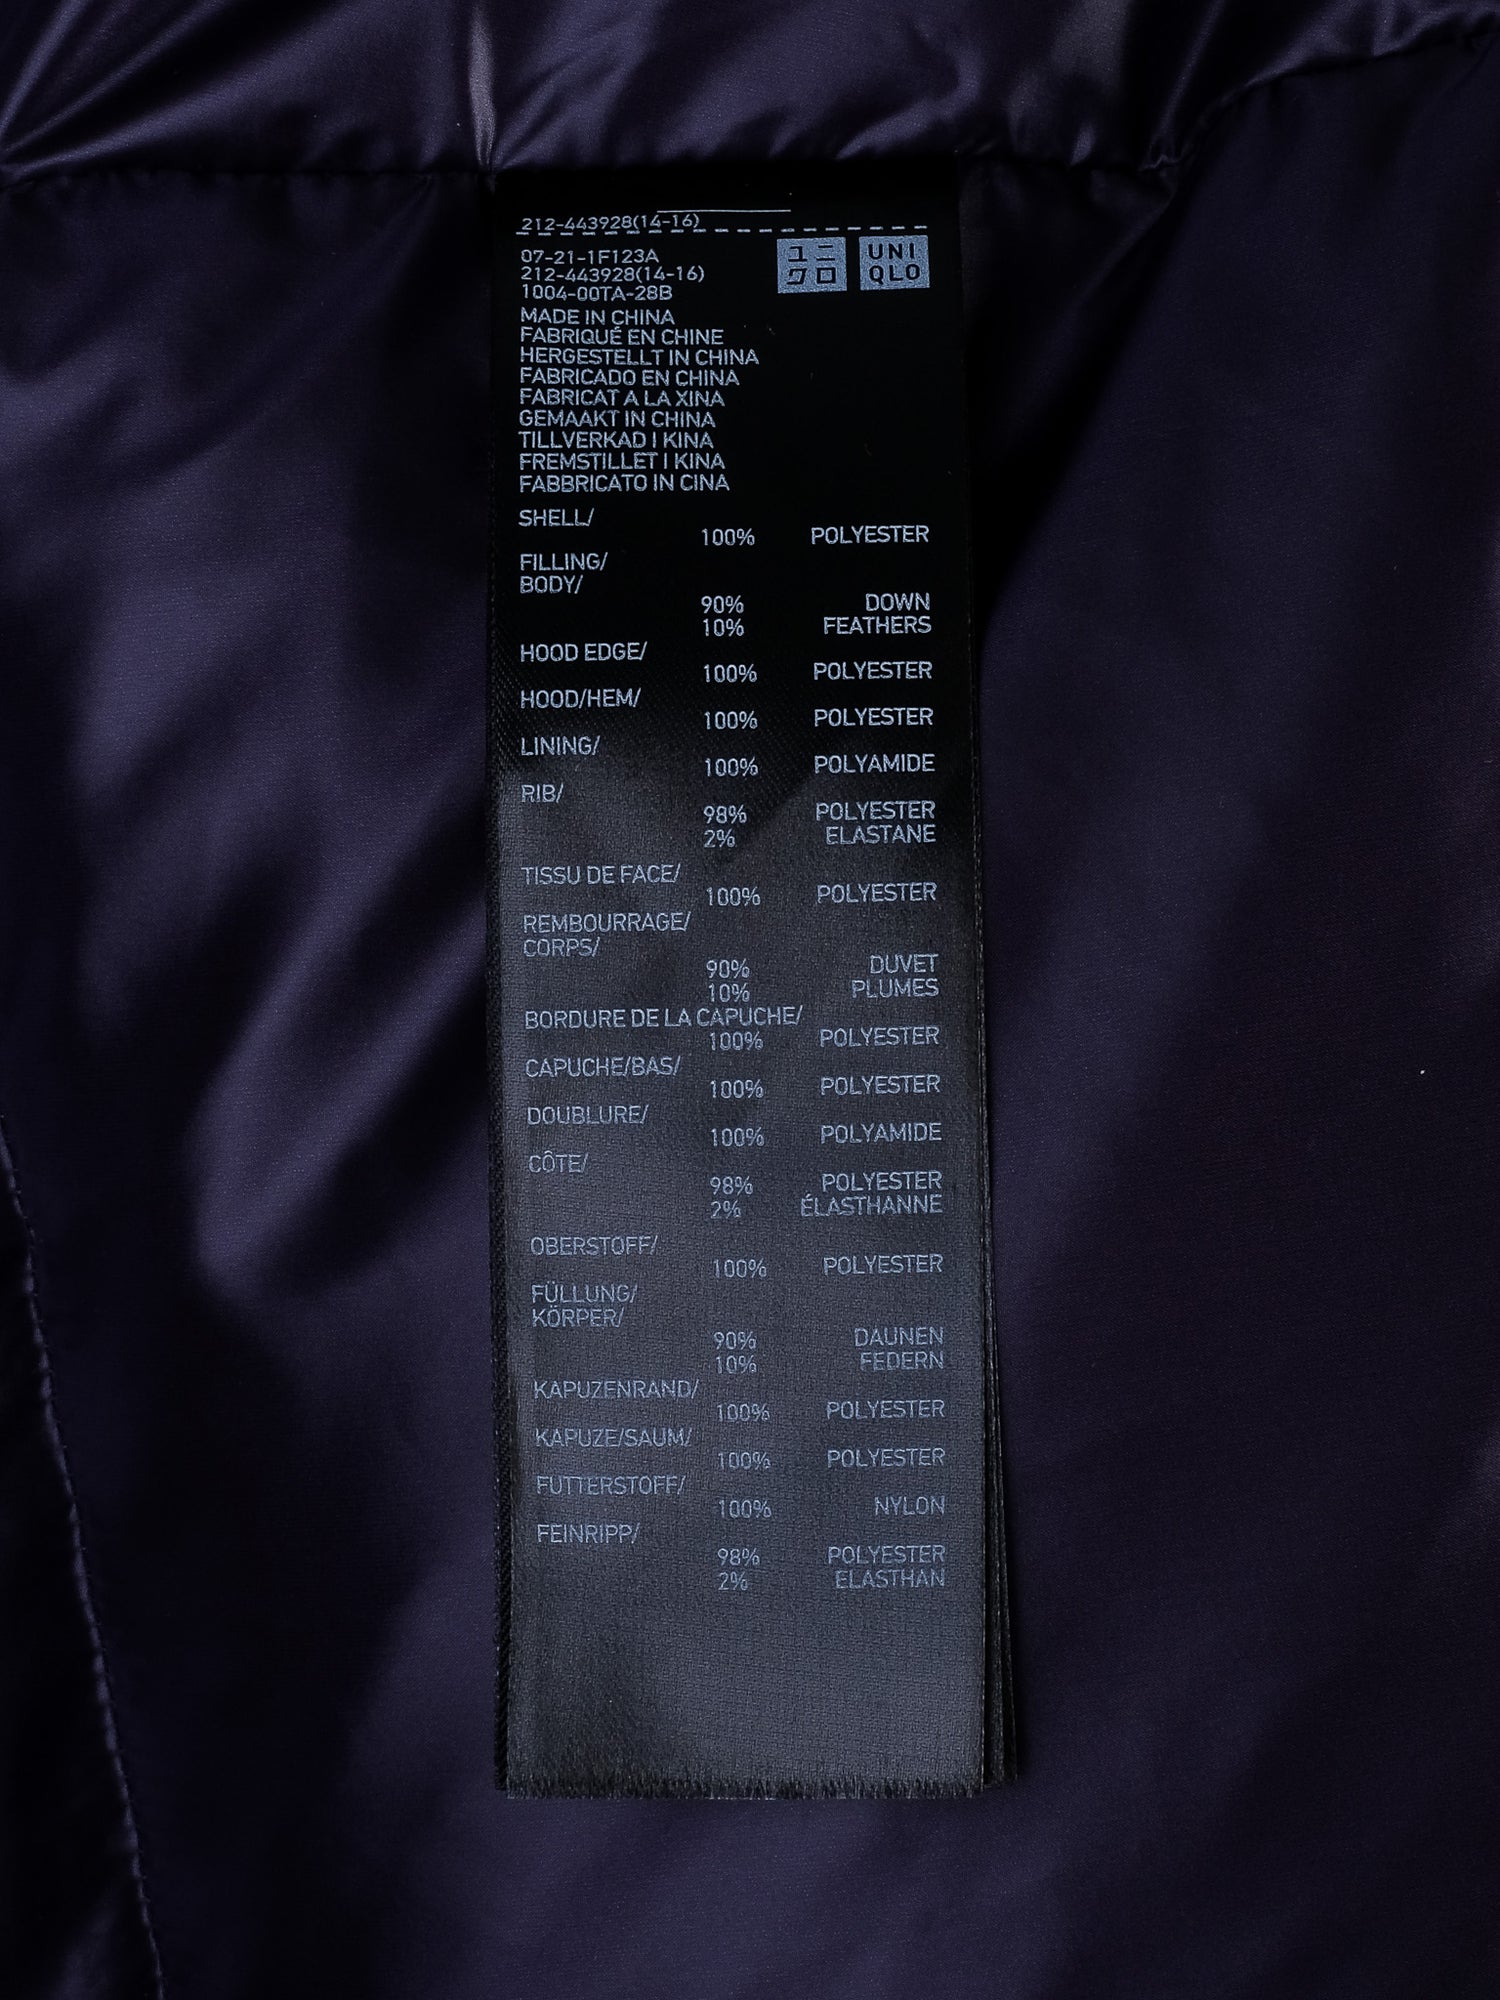 212-443928(14-16)
07-21-1F123A
212-443928(14-16)
1004-00TA-28B
ユニ
クロ
UNI
QLO
MADE IN CHINA
FABRIQUÉ EN CHINE
HERGESTELLT IN CHINA
FABRICADO EN CHINA
FABRICAT A LA XINA
GEMAAKT IN CHINA
TILLVERKAD I KINA
FREMSTILLET I KINA
FABBRICATO IN CINA
SHELL/
100% POLYESTER
FILLING/
BODY/
90% DOWN
10% FEATHERS
HOOD EDGE/
100% POLYESTER
HOOD/HEM/
100% POLYESTER
LINING/
100% POLYAMIDE
RIB/
98% POLYESTER
2% ELASTANE
TISSU DE FACE/
100% POLYESTER
REMBOURRAGE/
CORPS/
90% DUVET
10% PLUMES
BORDURE DE LA CAPUCHE/
100% POLYESTER
CAPUCHE/BAS/
100% POLYESTER
DOUBLURE/
100% POLYAMIDE
CÔTE/
98% POLYESTER
2% ÉLASTHANNE
OBERSTOFF/
100% POLYESTER
FÜLLUNG/
KÖRPER/
90% DAUNEN
10% FEDERN
KAPUZENRAND/
100% POLYESTER
KAPUZE/SAUM/
100% POLYESTER
FUTTERSTOFF/
100% NYLON
FEINRIPP/
98% POLYESTER
2% ELASTHAN